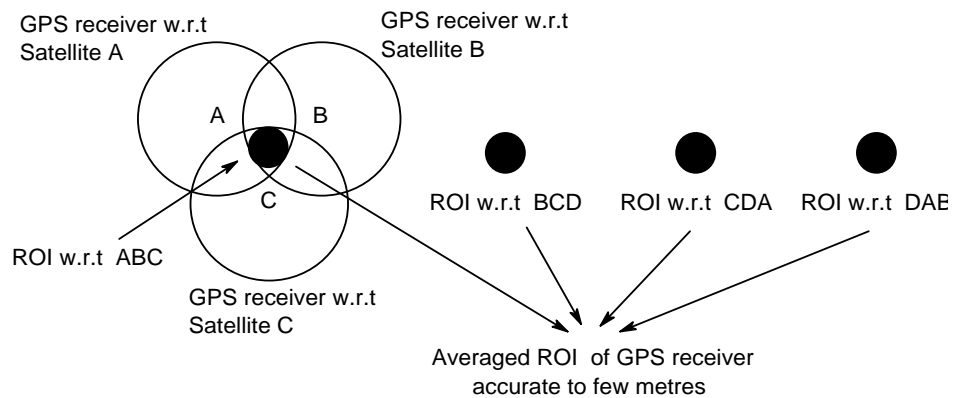 GPS receiver w.r.t
Satellite A
GPS receiver w.r.t
Satellite B
A
B
C
ROI w.r.t BCD
ROI w.r.t CDA
ROI w.r.t DAB
ROI w.r.t ABC
GPS receiver w.r.t
Satellite C
Averaged ROI of GPS receiver
accurate to few metres